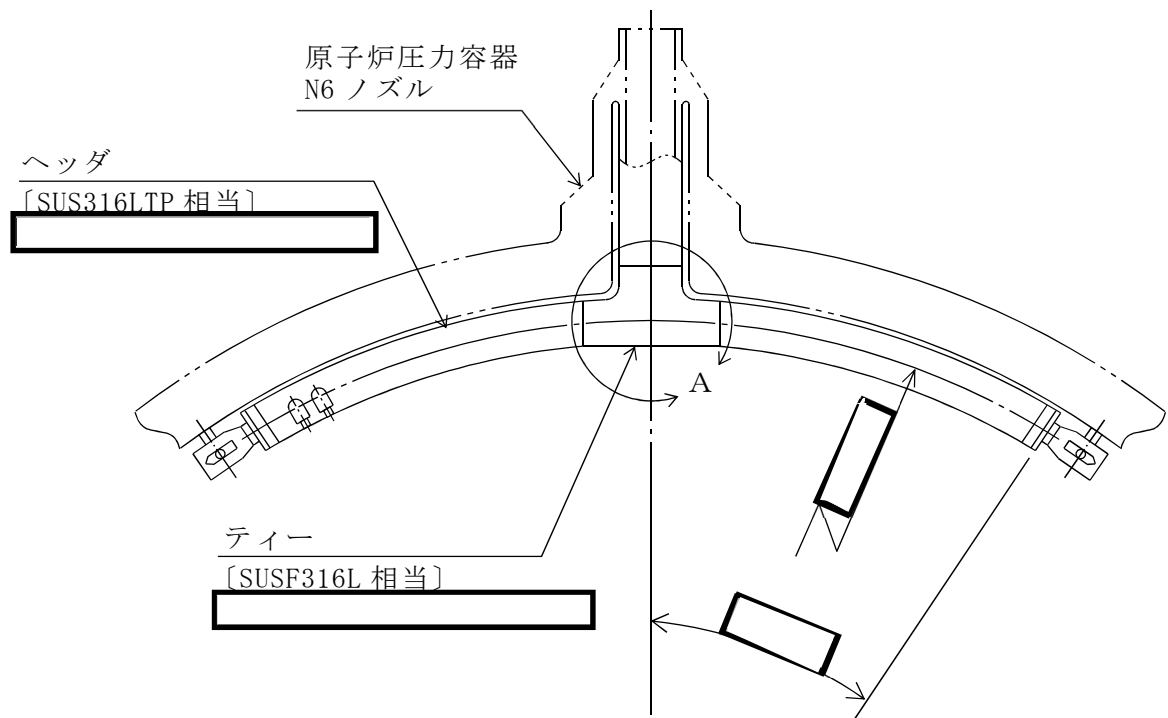 原子炉圧力容器
N6 ノズル
ヘッダ
〔SUS316LTP 相当〕
A
ティー
〔SUSF316L 相当〕